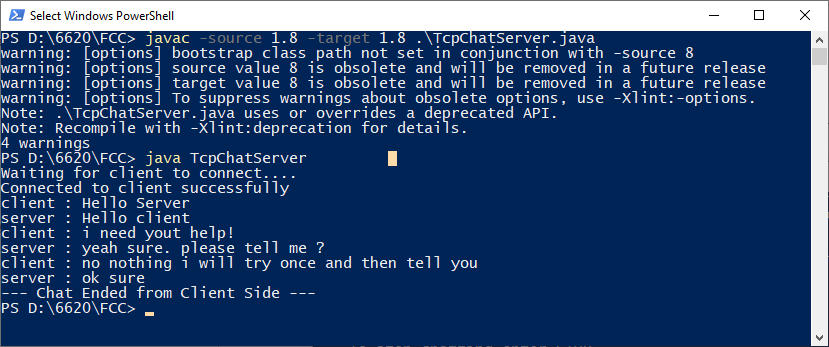 Select Windows PowerShell
PS D:\6620\FCC> javac -source 1.8 -target 1.8 .\TcpChatServer.java
warning: [options] bootstrap class path not set in conjunction with -source 8
warning: [options] source value 8 is obsolete and will be removed in a future release
warning: [options] target value 8 is obsolete and will be removed in a future release
warning: [options] To suppress warnings about obsolete options, use -Xlint:-options.
Note: .\TcpChatServer.java uses or overrides a deprecated API.
Note: Recompile with -Xlint:deprecation for details.
4 warnings
PS D:\6620\FCC> java TcpChatServer
Waiting for client to connect....
Connected to client successfully
client : Hello Server
server : Hello client
client : i need yout help!
server : yeah sure. please tell me ?
client : no nothing i will try once and then tell you
server : ok sure
--- Chat Ended from Client Side ---
PS D:\6620\FCC>